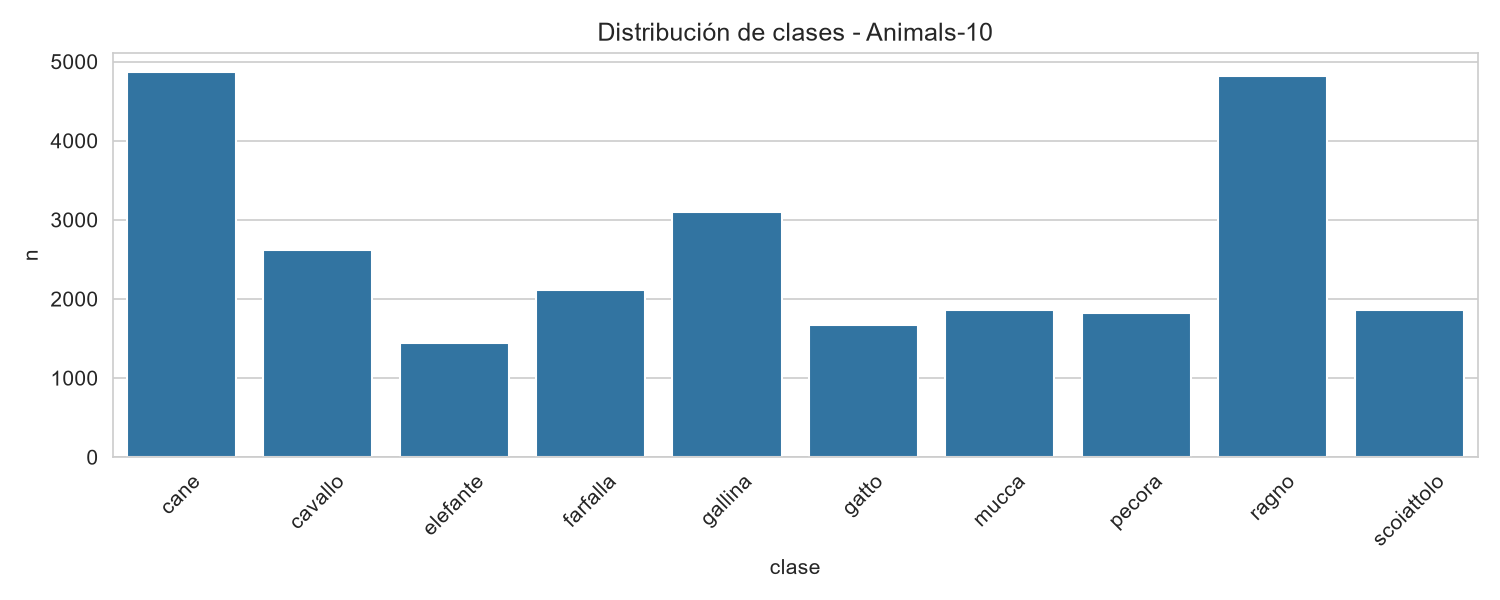 Distribución de clases - Animals-10
5000
4000
3000
2000
1000
0
n
cane
cavallo
elefante
farfalla
gallina
gatto
mucca
pecora
ragno
scoiattolo
clase